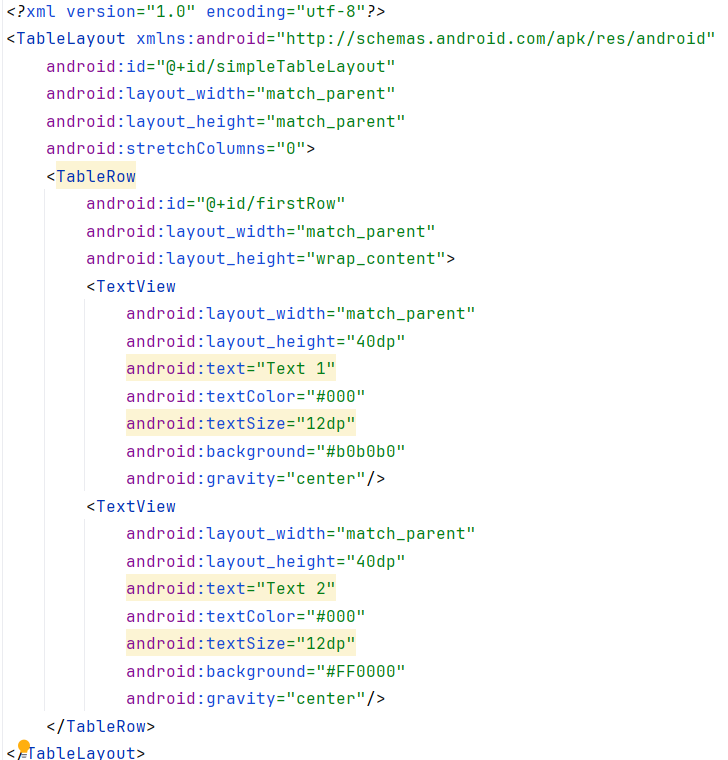 <?xml version="1.0" encoding="utf-8"?>
<TableLayout xmlns:android="http://schemas.android.com/apk/res/android"
    android:id="@+id/simpleTableLayout"
    android:layout_width="match_parent"
    android:layout_height="match_parent"
    android:stretchColumns="0">
    <TableRow
        android:id="@+id/firstRow"
        android:layout_width="match_parent"
        android:layout_height="wrap_content">
        <TextView
            android:layout_width="match_parent"
            android:layout_height="40dp"
            android:text="Text 1"
            android:textColor="#000"
            android:textSize="12dp"
            android:background="#b0b0b0"
            android:gravity="center"/>
        <TextView
            android:layout_width="match_parent"
            android:layout_height="40dp"
            android:text="Text 2"
            android:textColor="#000"
            android:textSize="12dp"
            android:background="#FF0000"
            android:gravity="center"/>
    </TableRow>
</TableLayout>